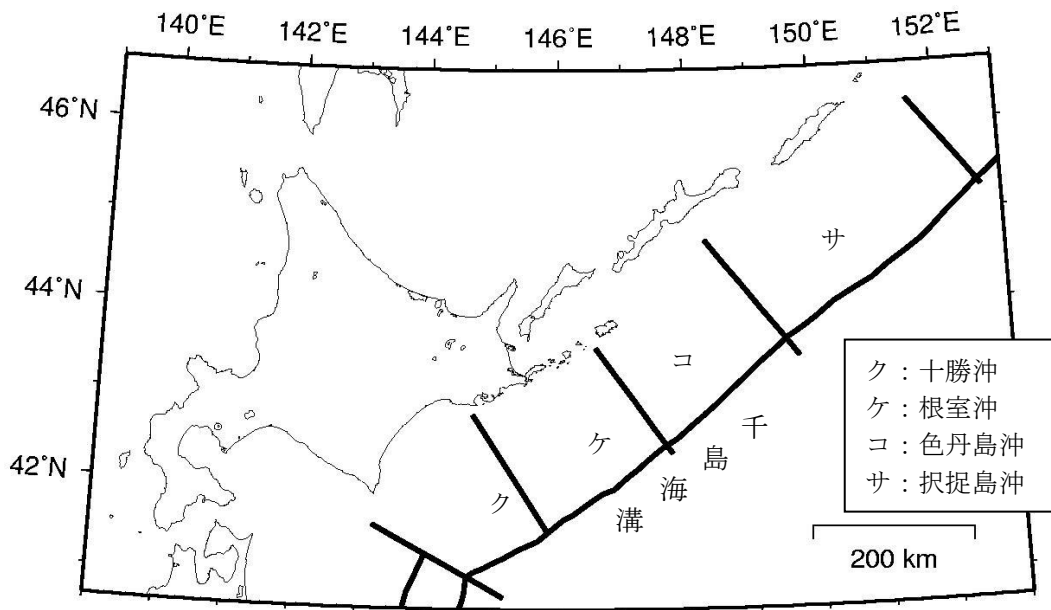 140˚E 142˚E 144˚E 146˚E 148˚E 150˚E 152˚E
46˚N
44˚N
42˚N
サ
コ
ケ
ク
千
島
海
溝
ク：十勝沖
ケ：根室沖
コ：色丹島沖
サ：択捉島沖
200 km